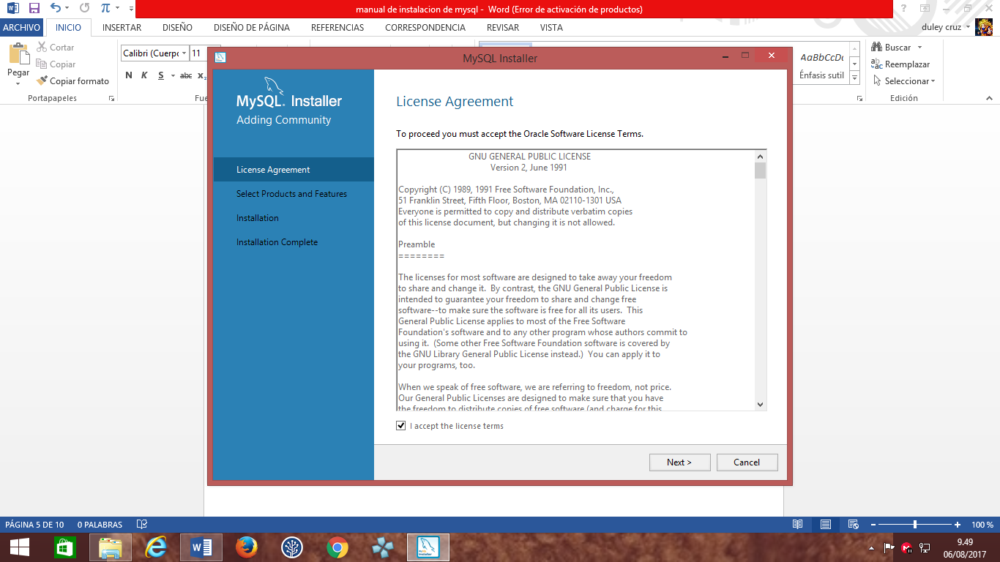 manual de instalacion de mysql - Word (Error de activación de productos)
ARCHIVO INICIO INSERTAR DISEÑO DISEÑO DE PÁGINA REFERENCIAS CORRESPONDENCIA REVISAR VISTA duley cruz
Pegar
Cortar
Copiar
Copiar formato
Portapapeles
Calibri (Cuerpo 11
N K S abc x₂
AaBbCcDc
Énfasis sutil
Buscar
Reemplazar
Seleccionar
Edición
MySQL Installer
MySQL. Installer
Adding Community
License Agreement
Select Products and Features
Installation
Installation Complete
License Agreement
To proceed you must accept the Oracle Software License Terms.
GNU GENERAL PUBLIC LICENSE
Version 2, June 1991
Copyright (C) 1989, 1991 Free Software Foundation, Inc.,
51 Franklin Street, Fifth Floor, Boston, MA 02110-1301 USA
Everyone is permitted to copy and distribute verbatim copies
of this license document, but changing it is not allowed.
Preamble
========
The licenses for most software are designed to take away your freedom
to share and change it. By contrast, the GNU General Public License is
intended to guarantee your freedom to share and change free
software--to make sure the software is free for all its users. This
General Public License applies to most of the Free Software
Foundation's software and to any other program whose authors commit to
using it. (Some other Free Software Foundation software is covered by
the GNU Library General Public License instead.) You can apply it to
your programs, too.
When we speak of free software, we are referring to freedom, not price.
Our General Public Licenses are designed to make sure that you have
the freedom to distribute copies of free software (and charge for this
I accept the license terms
Next >
Cancel
PÁGINA 5 DE 10 0 PALABRAS 100 %
9.49
06/08/2017